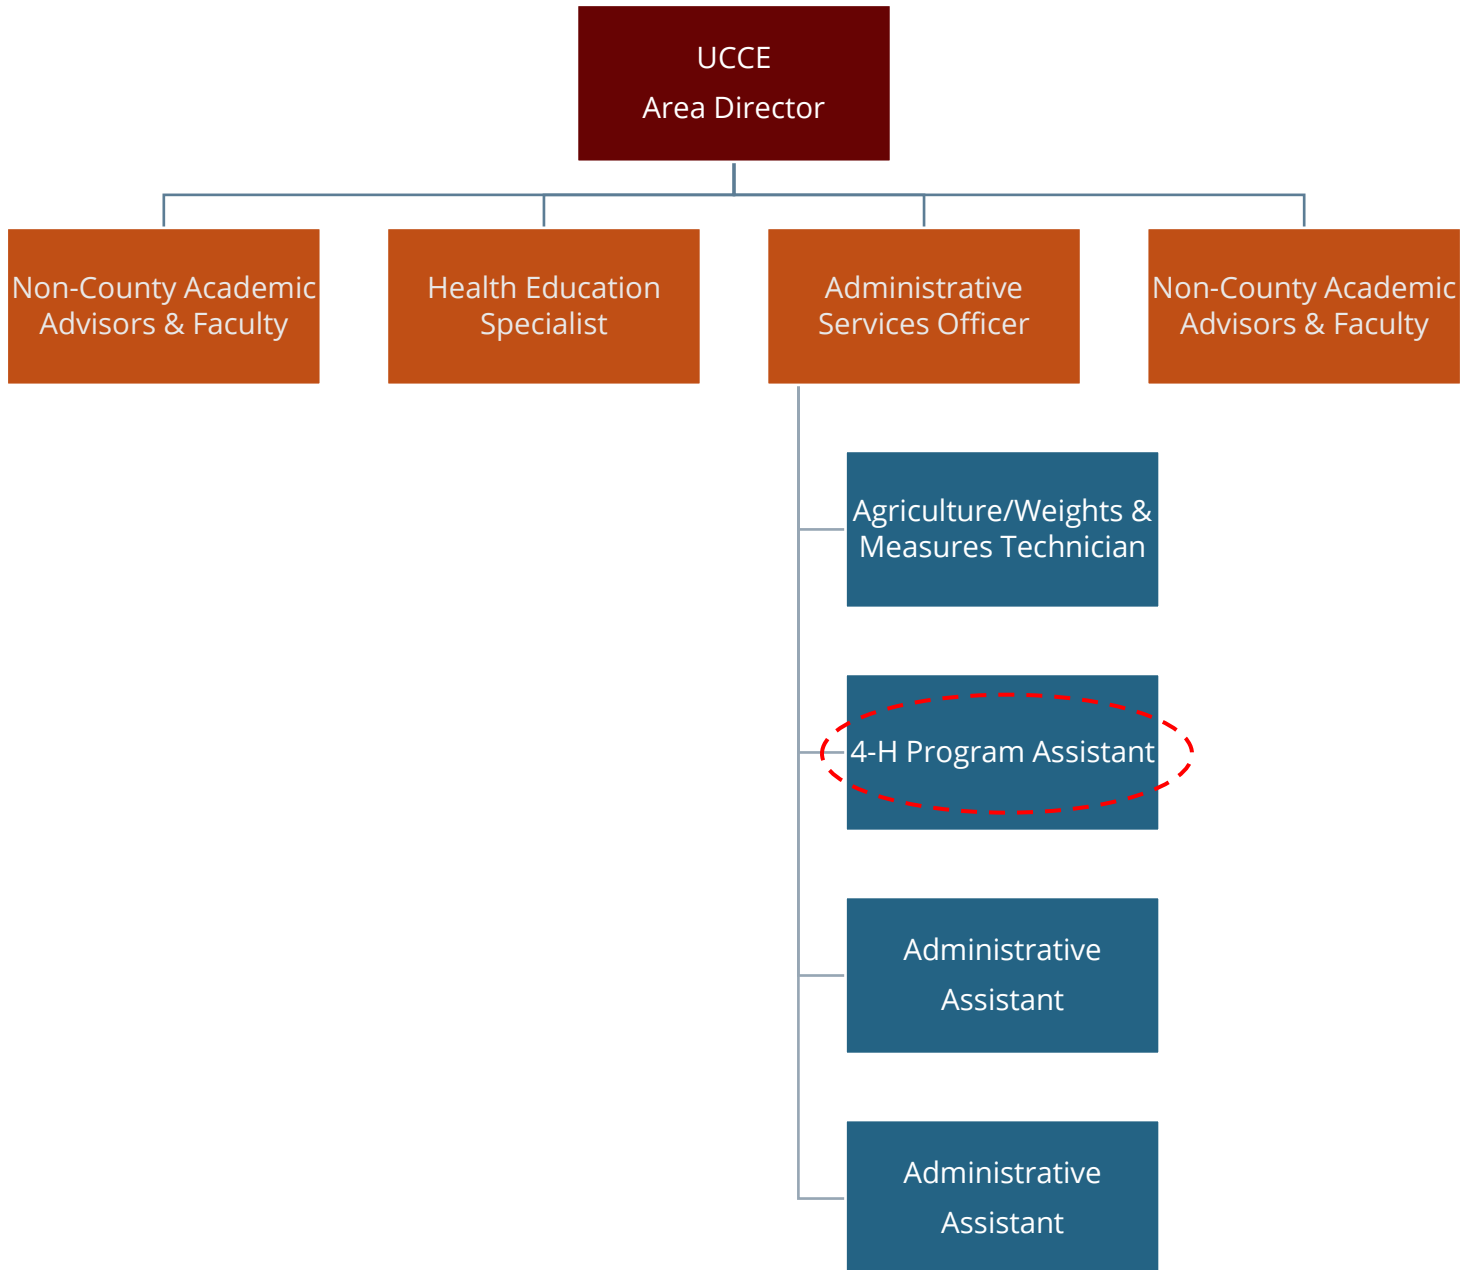 UCCE
Area Director
Non-County Academic
Advisors & Faculty
Health Education
Specialist
Administrative
Services Officer
Non-County Academic
Advisors & Faculty
Agriculture/Weights &
Measures Technician
4-H Program Assistant
Administrative
Assistant
Administrative
Assistant